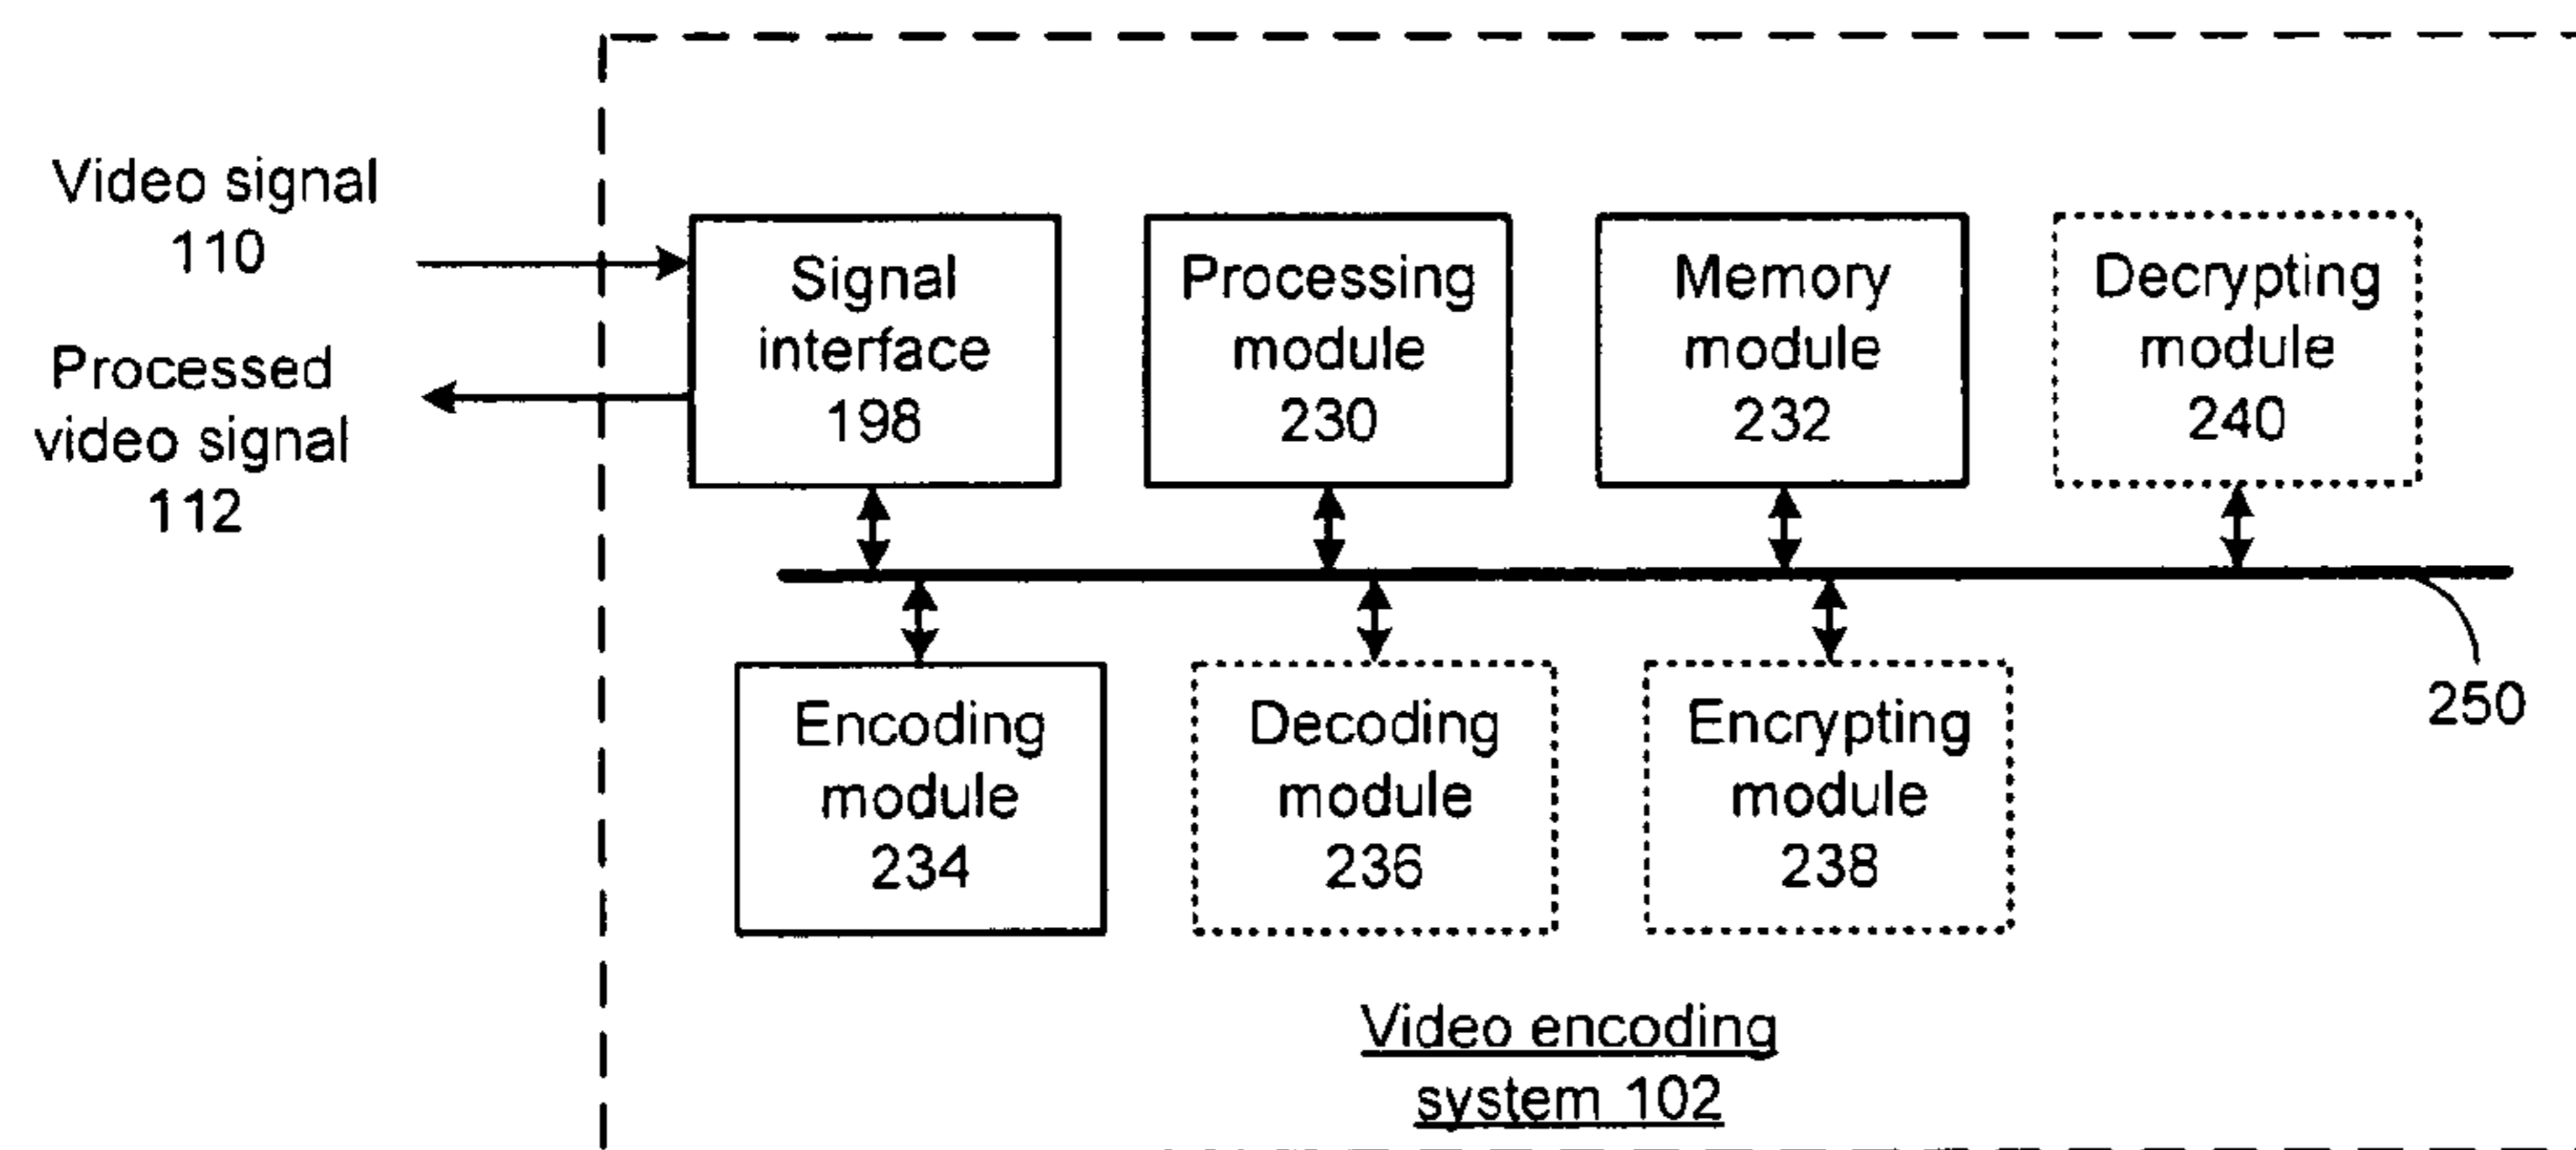 Video signal
110
Processed
video signal
112
Signal
interface
198
Processing
module
230
Memory
module
232
Decrypting
module
240
Encoding
module
234
Decoding
module
236
Encrypting
module
238
250
Video encoding
system 102